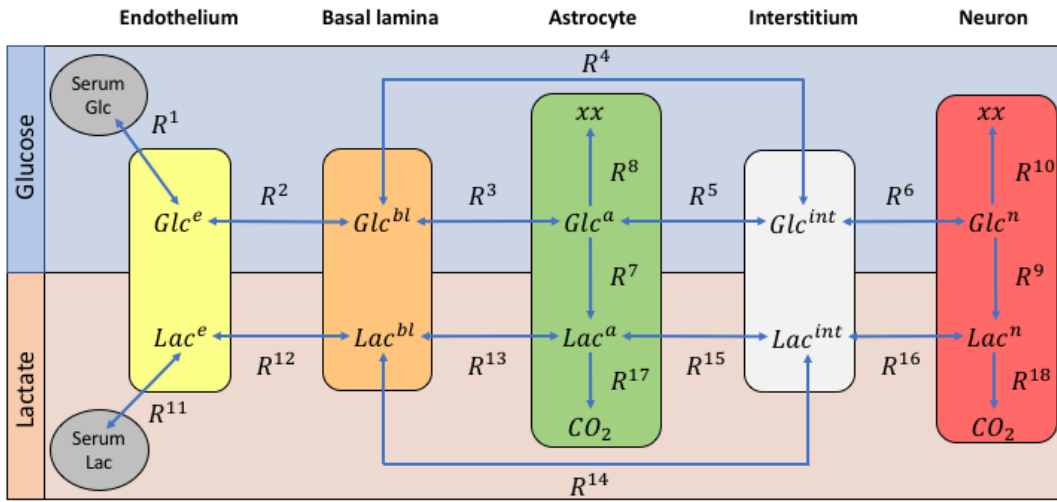 Endothelium Basal lamina Astrocyte Interstitium Neuron
Glucose
Serum
Glc
R^4
R^1
xx xx
R^8 R^10
R^2 R^3 R^5 R^6
Glc^e Glc^bl Glc^a Glc^int Glc^n
R^7 R^9
Lactate
Lac^e Lac^bl Lac^a Lac^int Lac^n
R^12 R^13 R^15 R^16
R^17 R^18
R^11
CO_2 CO_2
Serum
Lac
R^14